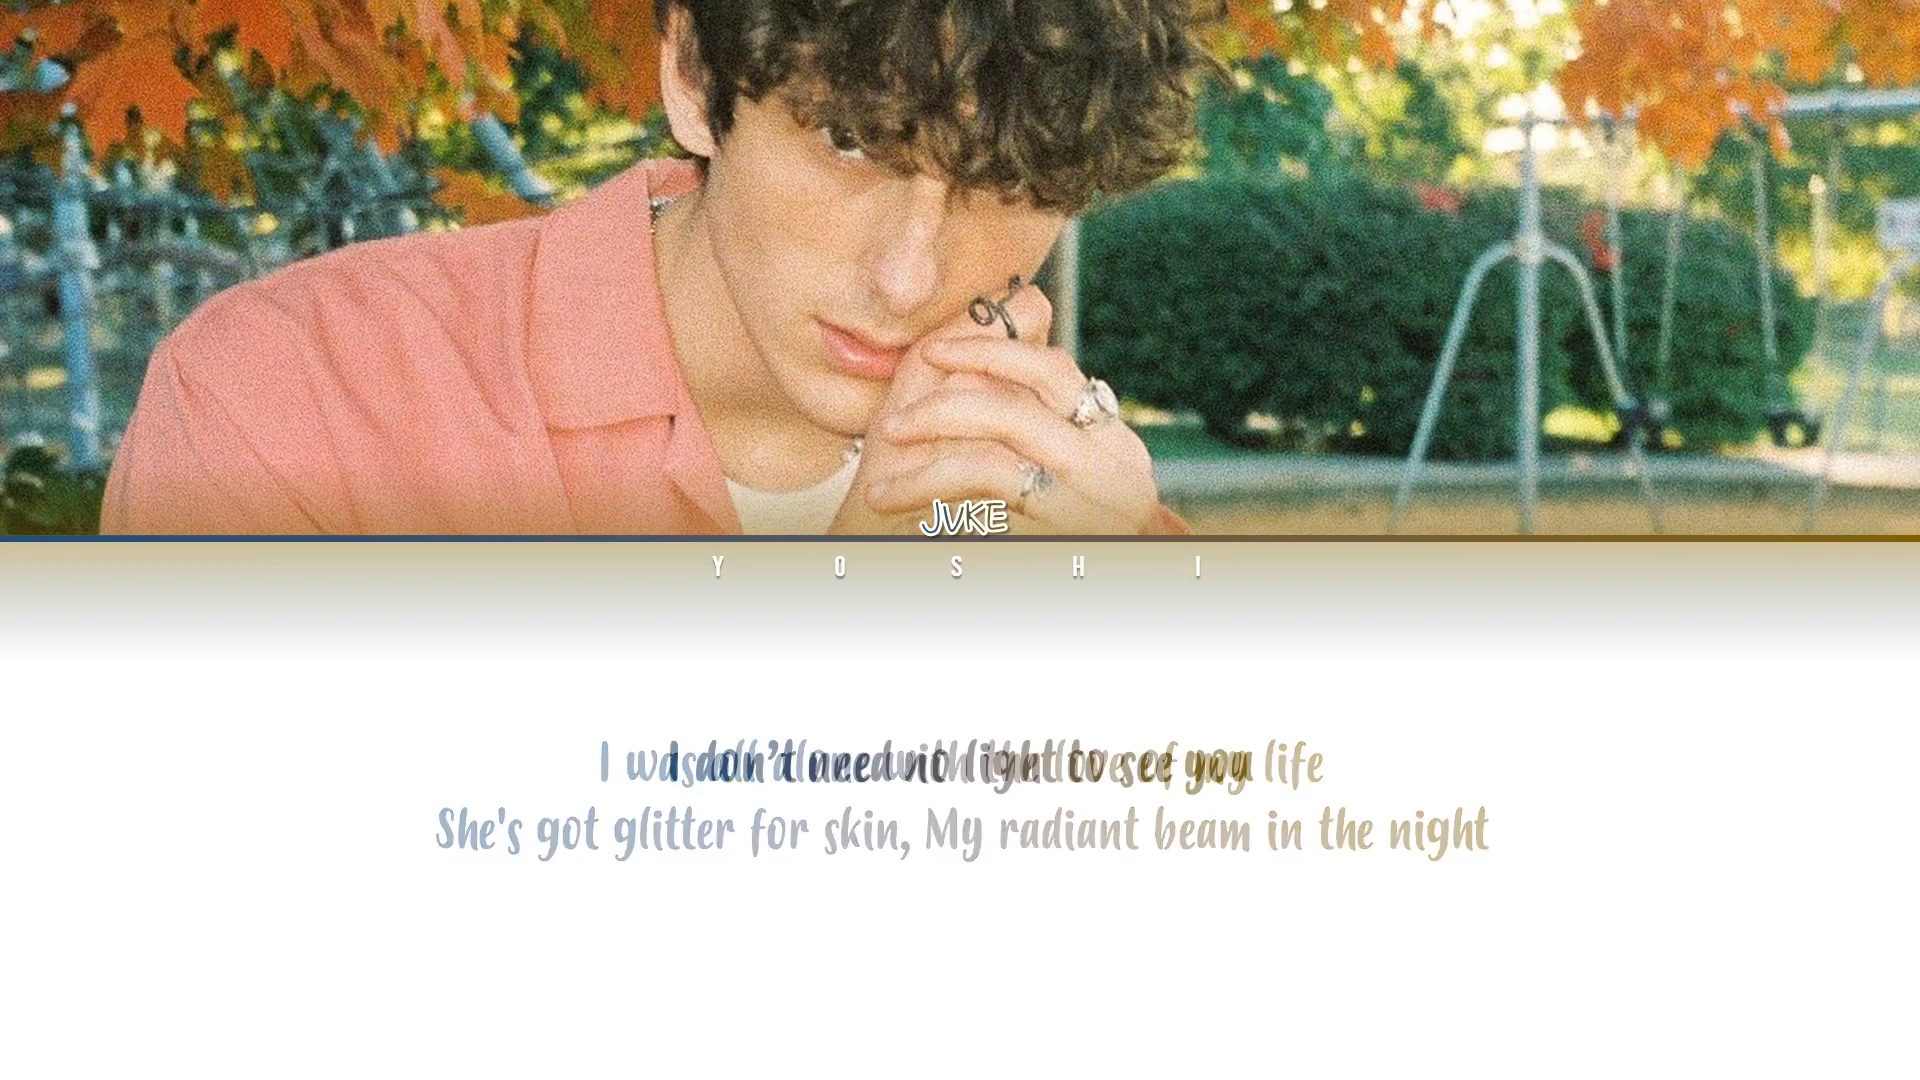 JVKE
YOSHI
I don't need no light to see you
She's got glitter for skin, My radiant beam in the night